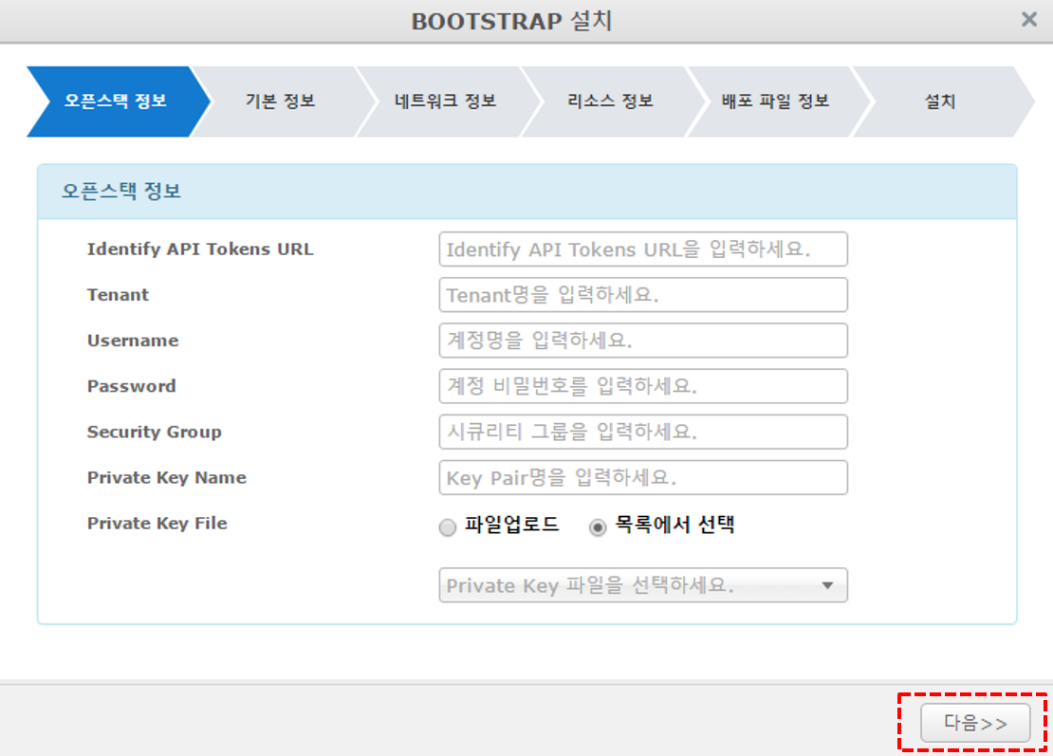 BOOTSTRAP 설치
×
오픈스택 정보 기본 정보 네트워크 정보 리소스 정보 배포 파일 정보 설치
오픈스택 정보
Identify API Tokens URL Identify API Tokens URL을 입력하세요.
Tenant Tenant명을 입력하세요.
Username 계정명을 입력하세요.
Password 계정 비밀번호를 입력하세요.
Security Group 시큐리티 그룹을 입력하세요.
Private Key Name Key Pair명을 입력하세요.
Private Key File 파일업로드 목록에서 선택
Private Key 파일을 선택하세요.
다음>>